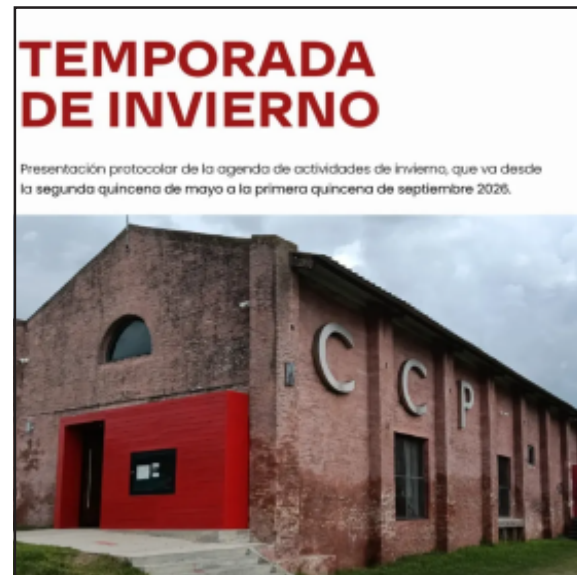 TEMPORADA
DE INVIERNO
Presentación protocolar de la agenda de actividades de invierno, que va desde
la segunda quincena de mayo a la primera quincena de septiembre 2026.
C C P